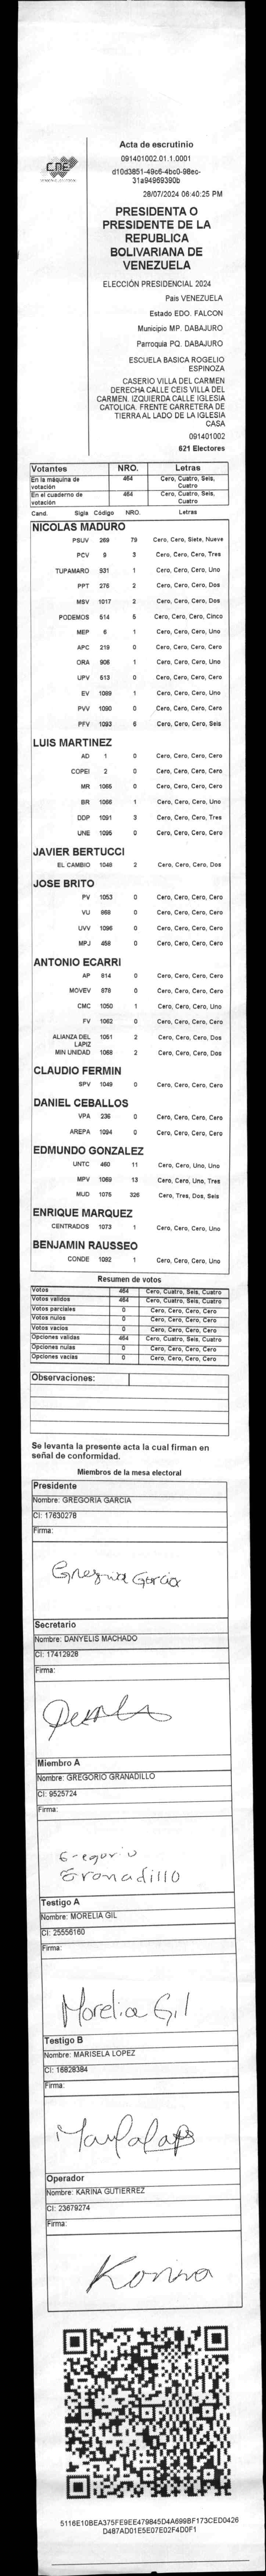 CNE
Acta de escrutinio
091401002.01.1.0001
d10d3851-49c6-4bc0-98ec-
31a94969390b
28/07/2024 06:40:25 PM
PRESIDENTA O
PRESIDENTE DE LA
REPUBLICA
BOLIVARIANA DE
VENEZUELA
ELECCIÓN PRESIDENCIAL 2024
Pais VENEZUELA
Estado EDO. FALCON
Municipio MP. DABAJURO
Parroquia PQ. DABAJURO
ESCUELA BASICA ROGELIO
ESPINOZA
CASERIO VILLA DEL CARMEN
DERECHA CALLE CEIS VILLA DEL
CARMEN. IZQUIERDA CALLE IGLESIA
CATOLICA. FRENTE CARRETERA DE
TIERRA AL LADO DE LA IGLESIA
CASA
091401002
621 Electores
Votantes NRO. Letras
En la máquina de votación 464 Cero, Cuatro, Seis, Cuatro
En el cuaderno de votación 464 Cero, Cuatro, Seis, Cuatro
Cand. Sigla Código NRO. Letras
NICOLAS MADURO
PSUV 269 79 Cero, Cero, Siete, Nueve
PCV 9 3 Cero, Cero, Cero, Tres
TUPAMARO 931 1 Cero, Cero, Cero, Uno
PPT 276 2 Cero, Cero, Cero, Dos
MSV 1017 2 Cero, Cero, Cero, Dos
PODEMOS 514 5 Cero, Cero, Cero, Cinco
MEP 6 1 Cero, Cero, Cero, Uno
APC 219 0 Cero, Cero, Cero, Cero
ORA 906 1 Cero, Cero, Cero, Uno
UPV 513 0 Cero, Cero, Cero, Cero
EV 1089 1 Cero, Cero, Cero, Uno
PVV 1090 0 Cero, Cero, Cero, Cero
PFV 1093 6 Cero, Cero, Cero, Seis
LUIS MARTINEZ
AD 1 0 Cero, Cero, Cero, Cero
COPEI 2 0 Cero, Cero, Cero, Cero
MR 1065 0 Cero, Cero, Cero, Cero
BR 1066 1 Cero, Cero, Cero, Uno
DDP 1091 3 Cero, Cero, Cero, Tres
UNE 1095 0 Cero, Cero, Cero, Cero
JAVIER BERTUCCI
EL CAMBIO 1048 2 Cero, Cero, Cero, Dos
JOSE BRITO
PV 1053 0 Cero, Cero, Cero, Cero
VU 868 0 Cero, Cero, Cero, Cero
UVV 1096 0 Cero, Cero, Cero, Cero
MPJ 458 0 Cero, Cero, Cero, Cero
ANTONIO ECARRI
AP 814 0 Cero, Cero, Cero, Cero
MOVEV 878 0 Cero, Cero, Cero, Cero
CMC 1050 1 Cero, Cero, Cero, Uno
FV 1062 0 Cero, Cero, Cero, Cero
ALIANZA DEL LAPIZ 1051 2 Cero, Cero, Cero, Dos
MIN UNIDAD 1068 2 Cero, Cero, Cero, Dos
CLAUDIO FERMIN
SPV 1049 0 Cero, Cero, Cero, Cero
DANIEL CEBALLOS
VPA 236 0 Cero, Cero, Cero, Cero
AREPA 1094 0 Cero, Cero, Cero, Cero
EDMUNDO GONZALEZ
UNTC 460 11 Cero, Cero, Uno, Uno
MPV 1069 13 Cero, Cero, Uno, Tres
MUD 1075 326 Cero, Tres, Dos, Seis
ENRIQUE MARQUEZ
CENTRADOS 1073 1 Cero, Cero, Cero, Uno
BENJAMIN RAUSSEO
CONDE 1092 1 Cero, Cero, Cero, Uno
Resumen de votos
Votos 464 Cero, Cuatro, Seis, Cuatro
Votos validos 464 Cero, Cuatro, Seis, Cuatro
Votos parciales 0 Cero, Cero, Cero, Cero
Votos nulos 0 Cero, Cero, Cero, Cero
Votos vacios 0 Cero, Cero, Cero, Cero
Opciones validas 464 Cero, Cuatro, Seis, Cuatro
Opciones nulas 0 Cero, Cero, Cero, Cero
Opciones vacias 0 Cero, Cero, Cero, Cero
Observaciones:
Se levanta la presente acta la cual firman en
señal de conformidad.
Miembros de la mesa electoral
Presidente
Nombre: GREGORIA GARCIA
CI: 17630278
Firma:
Gregoria Garcia
Secretario
Nombre: DANYELIS MACHADO
CI: 17412928
Firma:
Miembro A
Nombre: GREGORIO GRANADILLO
CI: 9525724
Firma:
Gregorio
Granadillo
Testigo A
Nombre: MORELIA GIL
CI: 25556160
Firma:
Morelia Gil
Testigo B
Nombre: MARISELA LOPEZ
CI: 16828384
Firma:
Operador
Nombre: KARINA GUTIERREZ
CI: 23679274
Firma:
Karina
5116E10BEA375FE9EE479845D4A699BF173CED0426
D487AD01E5E07E02F4D0F1